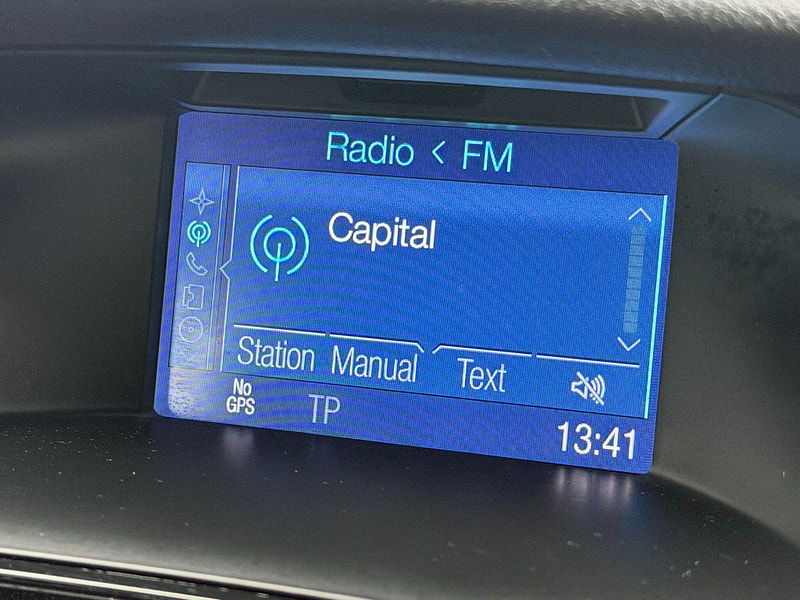 Radio < FM
Capital
Station Manual Text
No
GPS
TP
13:41